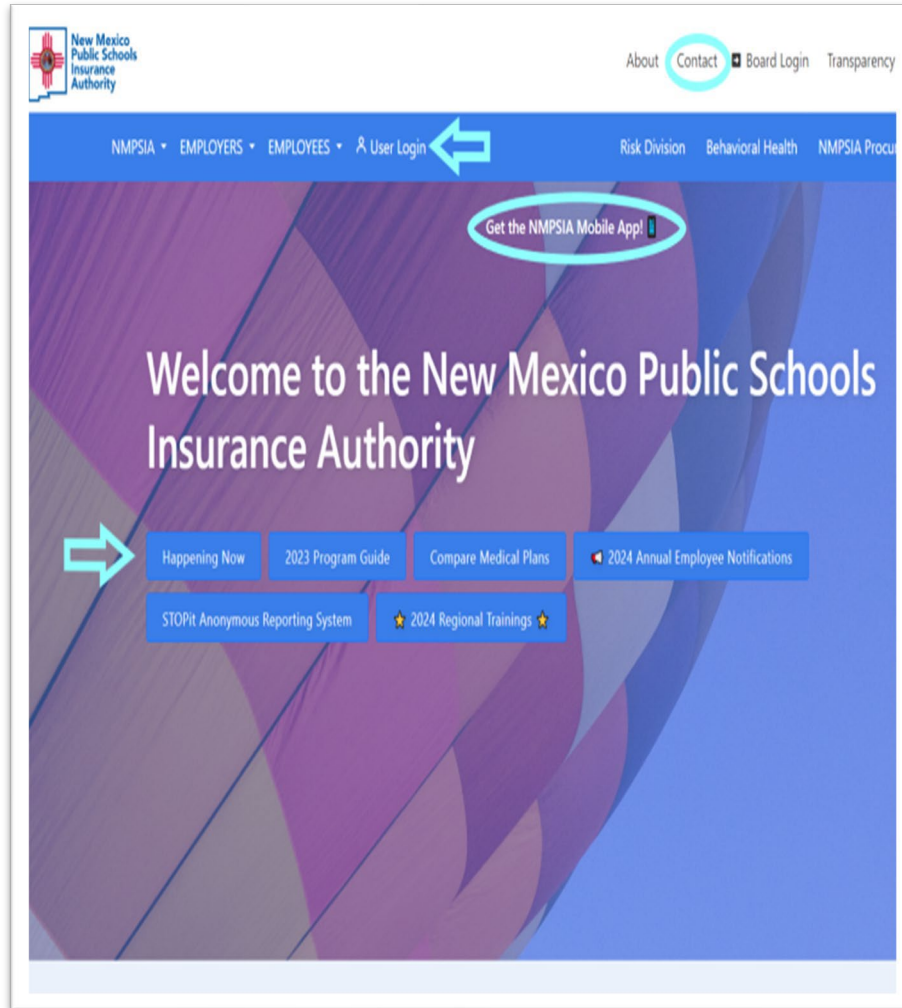 New Mexico
Public Schools
Insurance
Authority
About Contact Board Login Transparency
NMPSIA EMPLOYERS EMPLOYEES User Login Risk Division Behavioral Health NMPSIA
Get the NMPSIA Mobile App!
Welcome to the New Mexico Public Schools
Insurance Authority
Happening Now 2023 Program Guide Compare Medical Plans 2024 Annual Employee Notifications
STOPit Anonymous Reporting System 2024 Regional Trainings